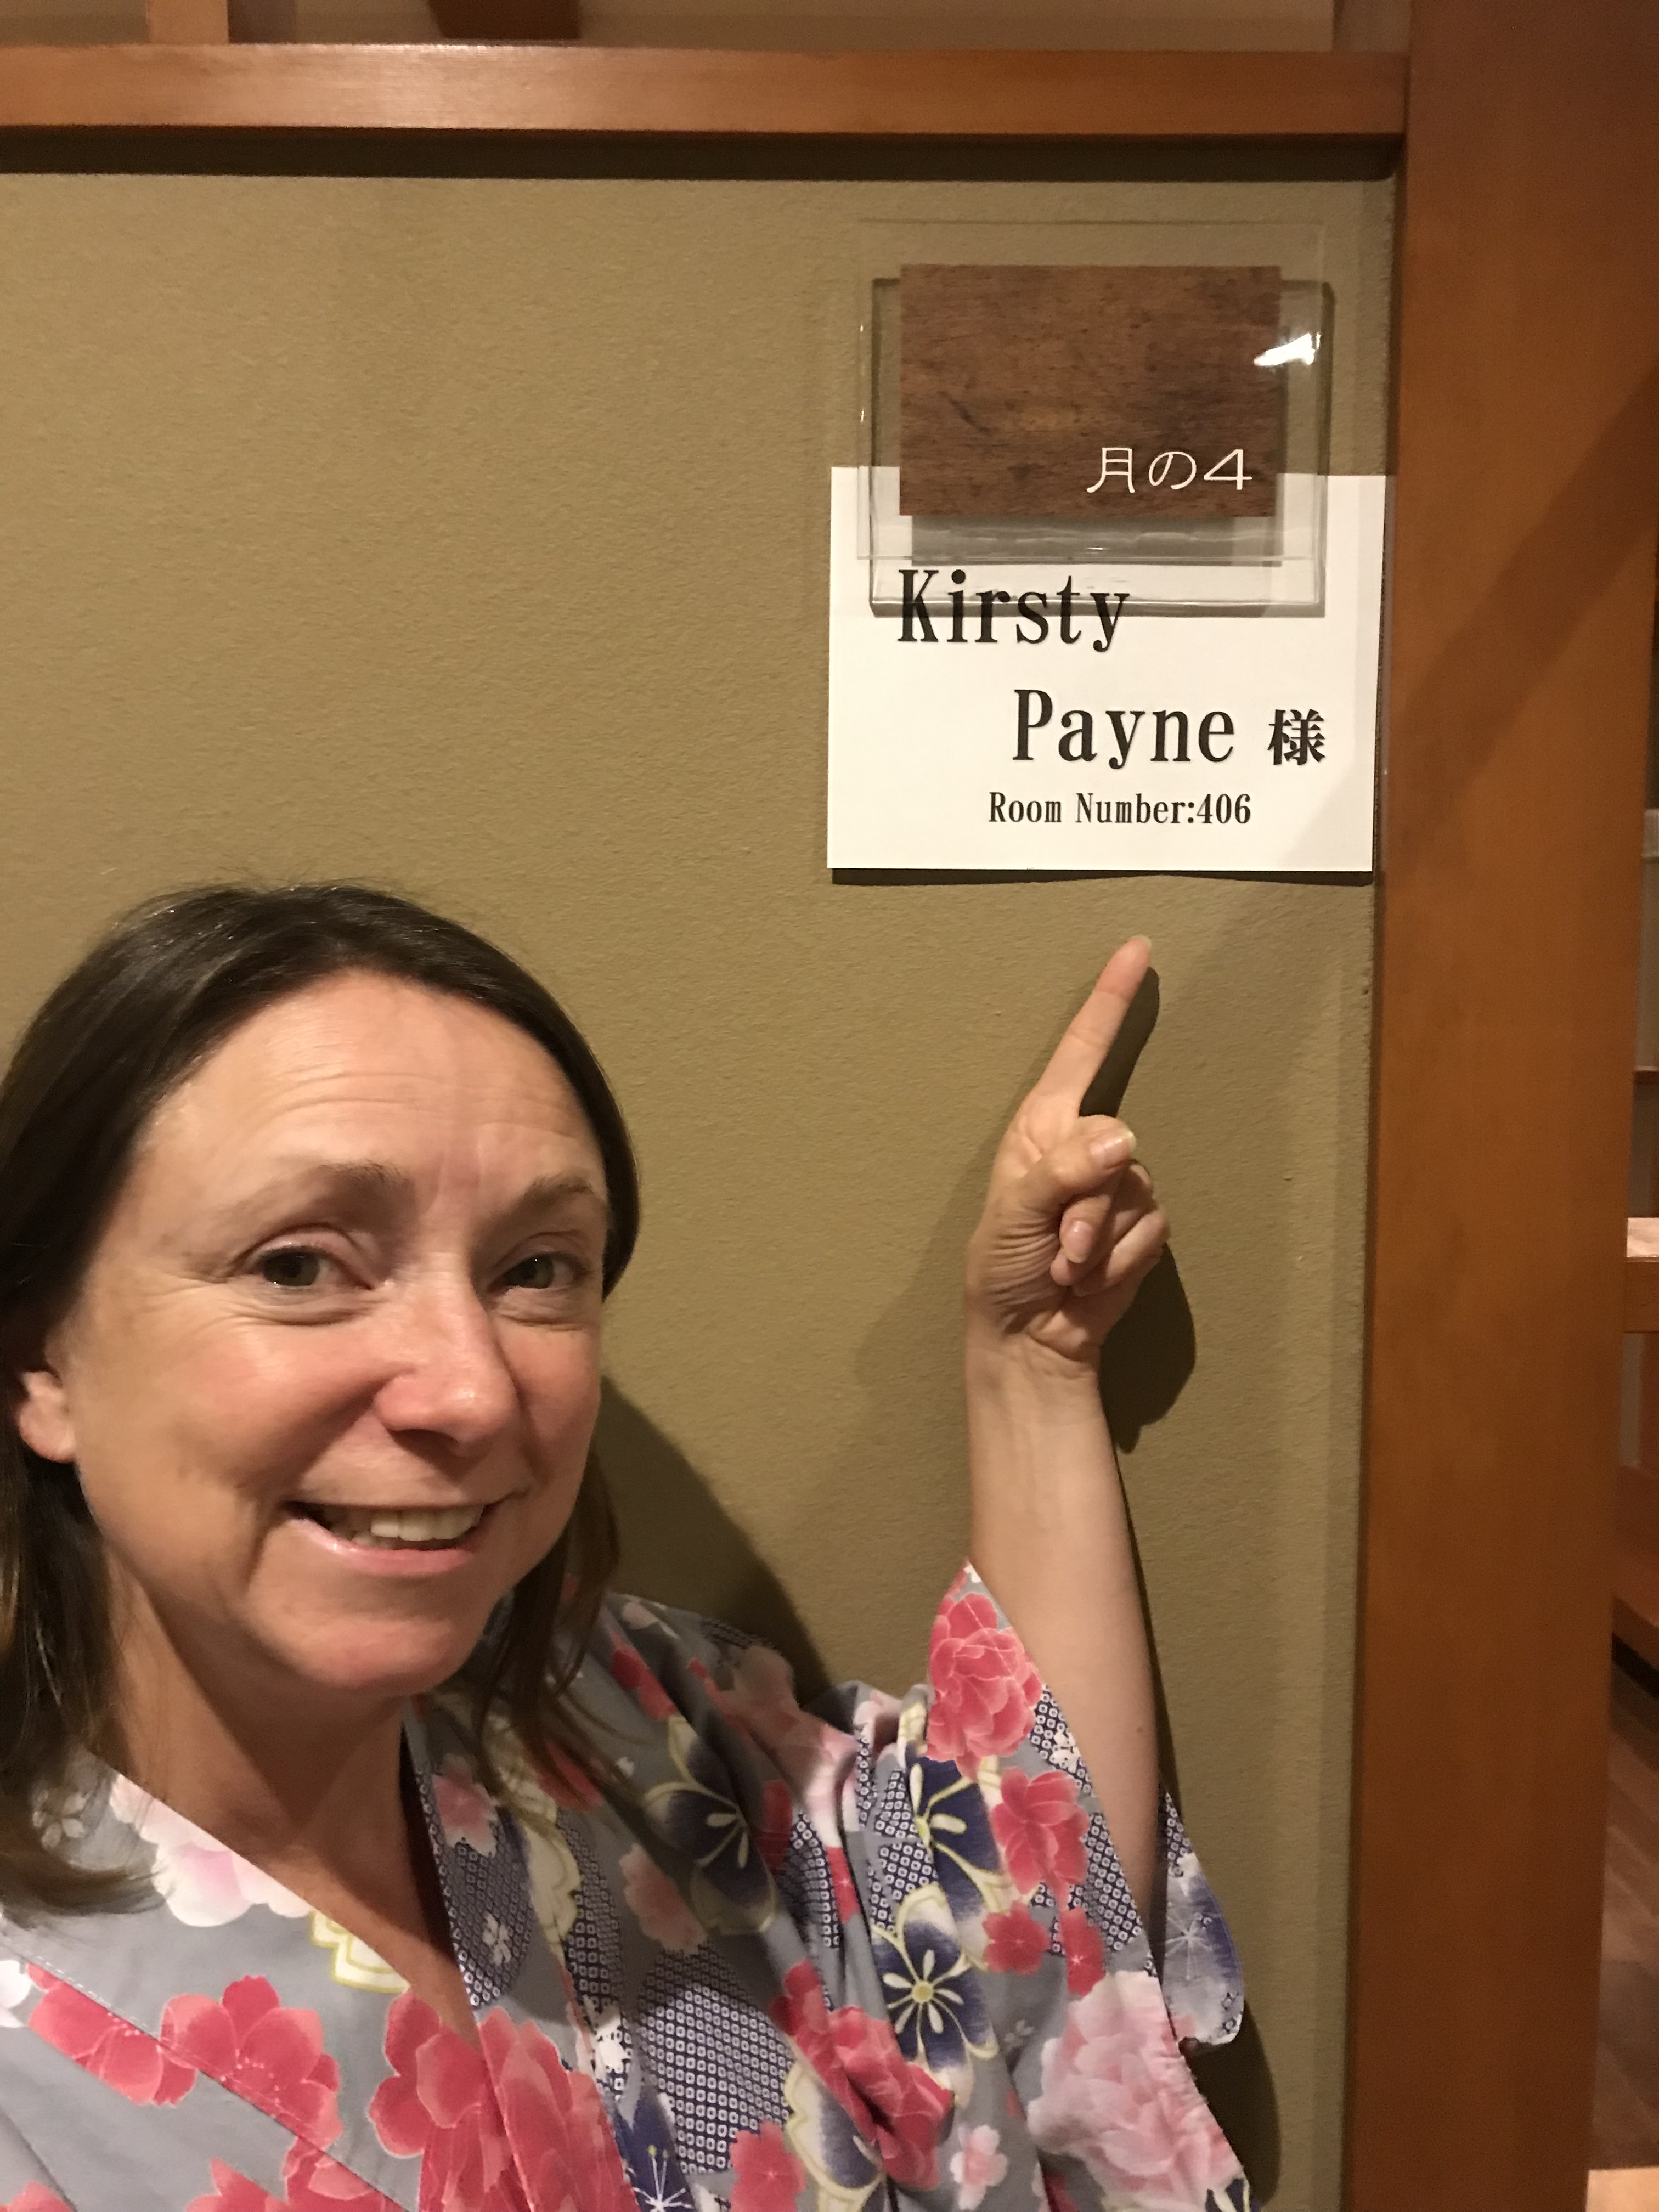 月の4
Kirsty
Payne 様
Room Number:406